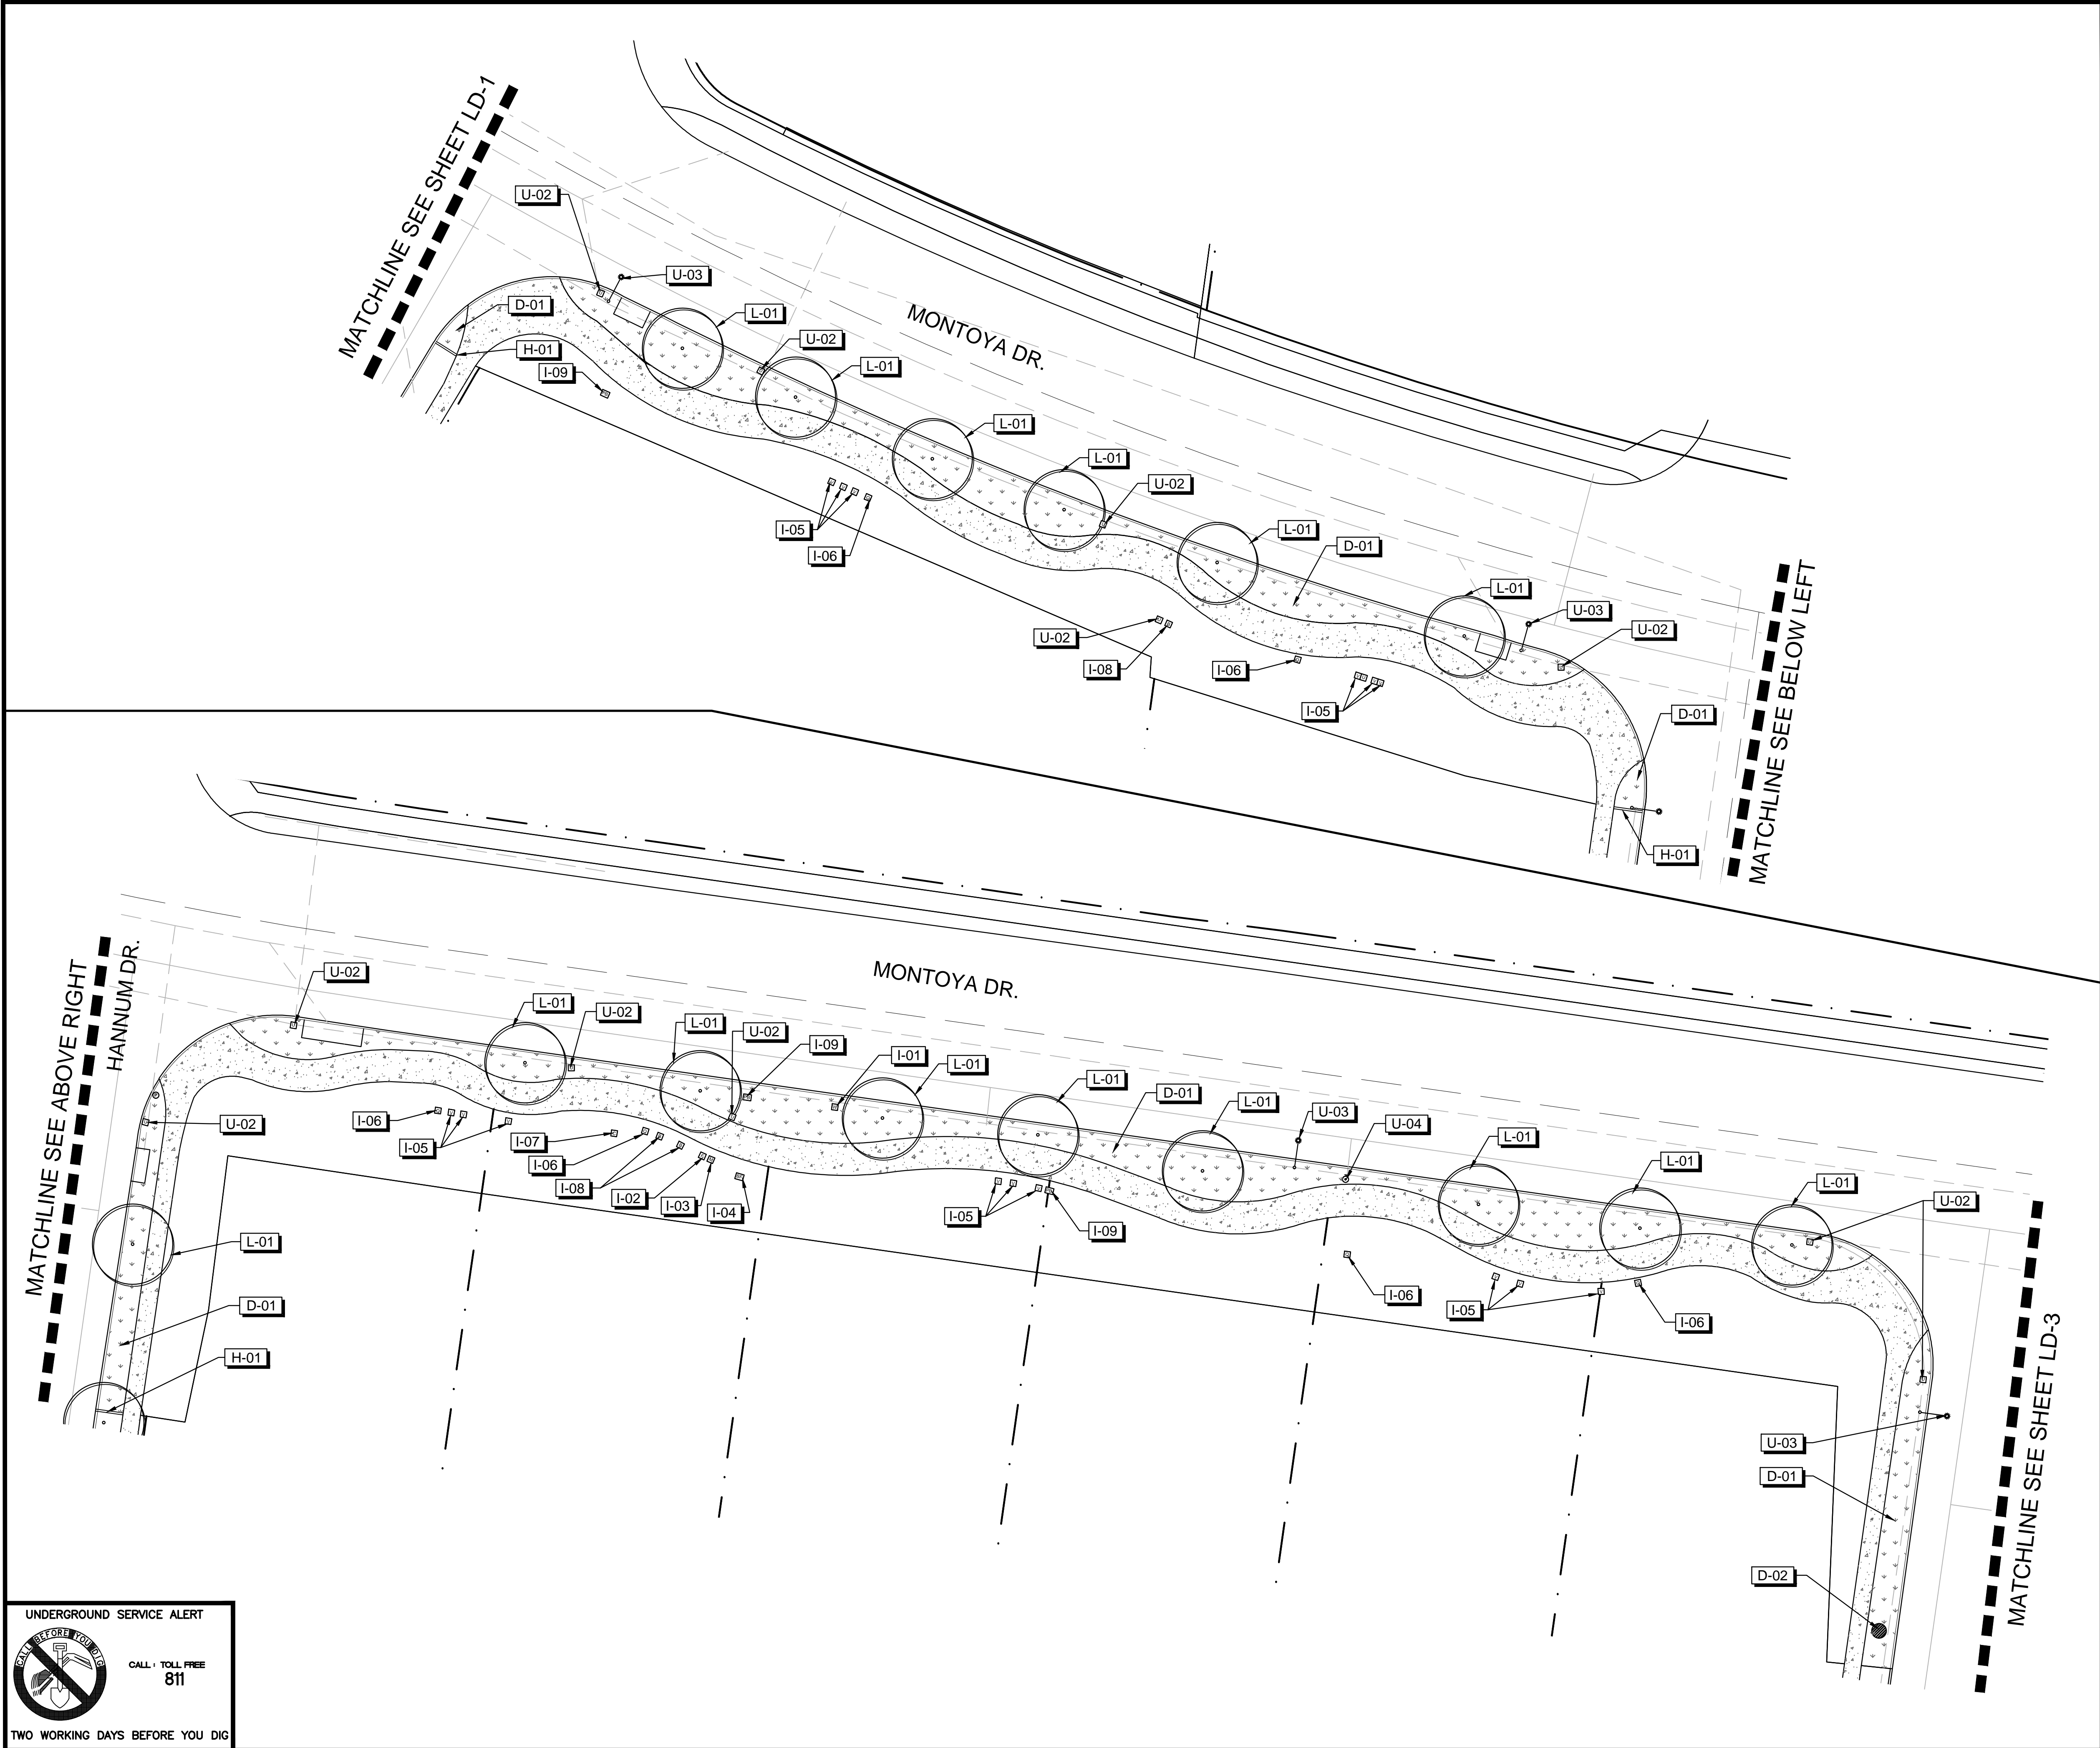 MATCHLINE SEE SHEET LD-1
U-02
U-03
D-01
L-01
H-01
U-02
I-09
L-01
MONTOYA DR.
L-01
L-01
U-02
I-05
I-06
L-01
D-01
L-01
U-03
U-02
U-02
I-08
I-06
I-05
D-01
H-01
MATCHLINE SEE BELOW LEFT
MATCHLINE SEE ABOVE RIGHT
HANNUM DR.
MONTOYA DR.
U-02
L-01
U-02
L-01
U-02
I-09
I-01
L-01
L-01
D-01
L-01
U-03
U-04
L-01
L-01
L-01
U-02
U-02
I-06
I-05
I-07
I-06
I-08
I-02
I-03
I-04
I-05
I-09
I-06
I-05
I-06
L-01
D-01
H-01
U-03
D-01
D-02
MATCHLINE SEE SHEET LD-3
UNDERGROUND SERVICE ALERT
CALL BEFORE YOU DIG
CALL: TOLL FREE
811
TWO WORKING DAYS BEFORE YOU DIG